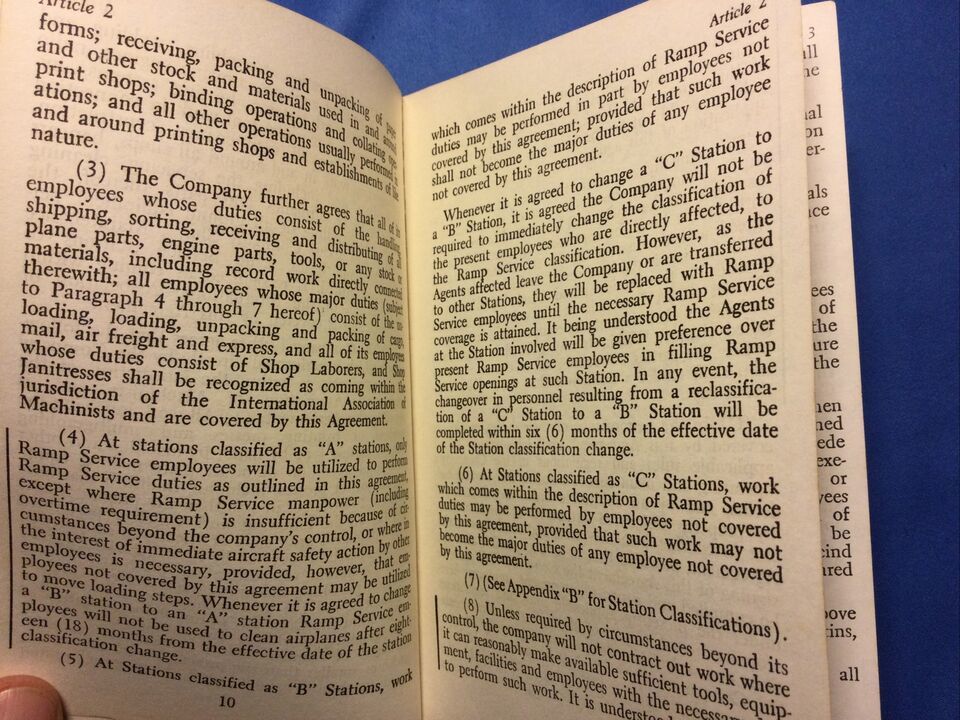 Article 2
forms; receiving, packing and unpacking of paper
and other stock and materials used in and around
print shops; binding operations and collating oper-
ations; and all other operations usually performed in
and around printing shops and establishments of like
nature.
(3) The Company further agrees that all of its
employees whose duties consist of the handling,
shipping, sorting, receiving and distributing of all
plane parts, engine parts, tools, or any stock or
materials, including record work directly connected
therewith; all employees whose major duties (subject
to Paragraph 4 through 7 hereof) consist of the un-
loading, loading, unpacking and packing of cargo,
mail, air freight and express, and all of its employees
whose duties consist of Shop Laborers, and Shop
Janitresses shall be recognized as coming within the
jurisdiction of the International Association of
Machinists and are covered by this Agreement.
(4) At stations classified as "A" stations, only
Ramp Service employees will be utilized to perform
Ramp Service duties as outlined in this agreement,
except where Ramp Service manpower (including
overtime requirement) is insufficient because of cir-
cumstances beyond the company's control, or where in
the interest of immediate aircraft safety action by other
employees is necessary, provided, however, that em-
ployees not covered by this agreement may be utilized
to move loading steps. Whenever it is agreed to change
a "B" station to an "A" station Ramp Service em-
ployees will not be used to clean airplanes after eight-
een (18) months from the effective date of the station
classification change.
(5) At Stations classified as "B" Stations, work
10
Article 2
which comes within the description of Ramp Service
duties may be performed in part by employees not
covered by this agreement; provided that such work
shall not become the major duties of any employee
not covered by this agreement.
Whenever it is agreed to change a "C" Station to
a "B" Station, it is agreed the Company will not be
required to immediately change the classification of
the present employees who are directly affected, to
the Ramp Service classification. However, as the
Agents affected leave the Company or are transferred
to other Stations, they will be replaced with Ramp
Service employees until the necessary Ramp Service
coverage is attained. It being understood the Agents
at the Station involved will be given preference over
present Ramp Service employees in filling Ramp
Service openings at such Station. In any event, the
changeover in personnel resulting from a reclassifica-
tion of a "C" Station to a "B" Station will be
completed within six (6) months of the effective date
of the Station classification change.
(6) At Stations classified as "C" Stations, work
which comes within the description of Ramp Service
duties may be performed by employees not covered
by this agreement, provided that such work may not
become the major duties of any employee not covered
by this agreement.
(7) (See Appendix "B" for Station Classifications).
(8) Unless required by circumstances beyond its
control, the company will not contract out work where
it can reasonably make available sufficient tools, equip-
ment, facilities and employees with the necessary
to perform such work. It is understood
3
of
the
the
or
of
be
all